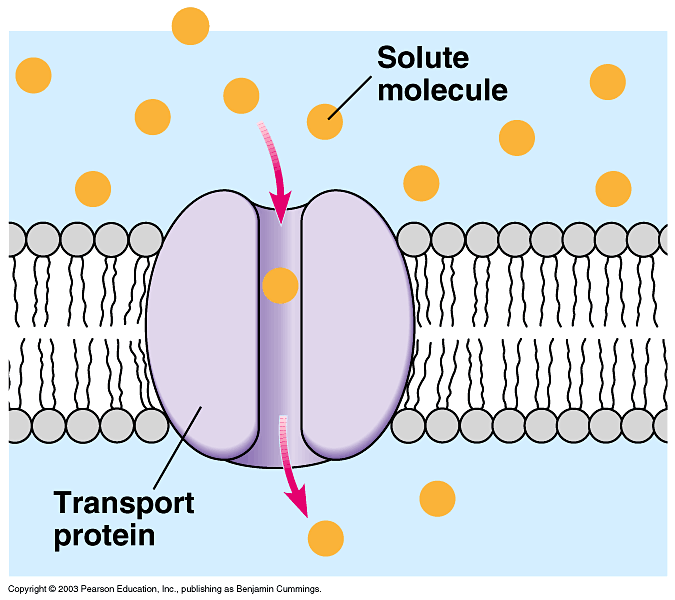 Solute
molecule
Transport
protein
Copyright © 2003 Pearson Education, Inc., publishing as Benjamin Cummings.